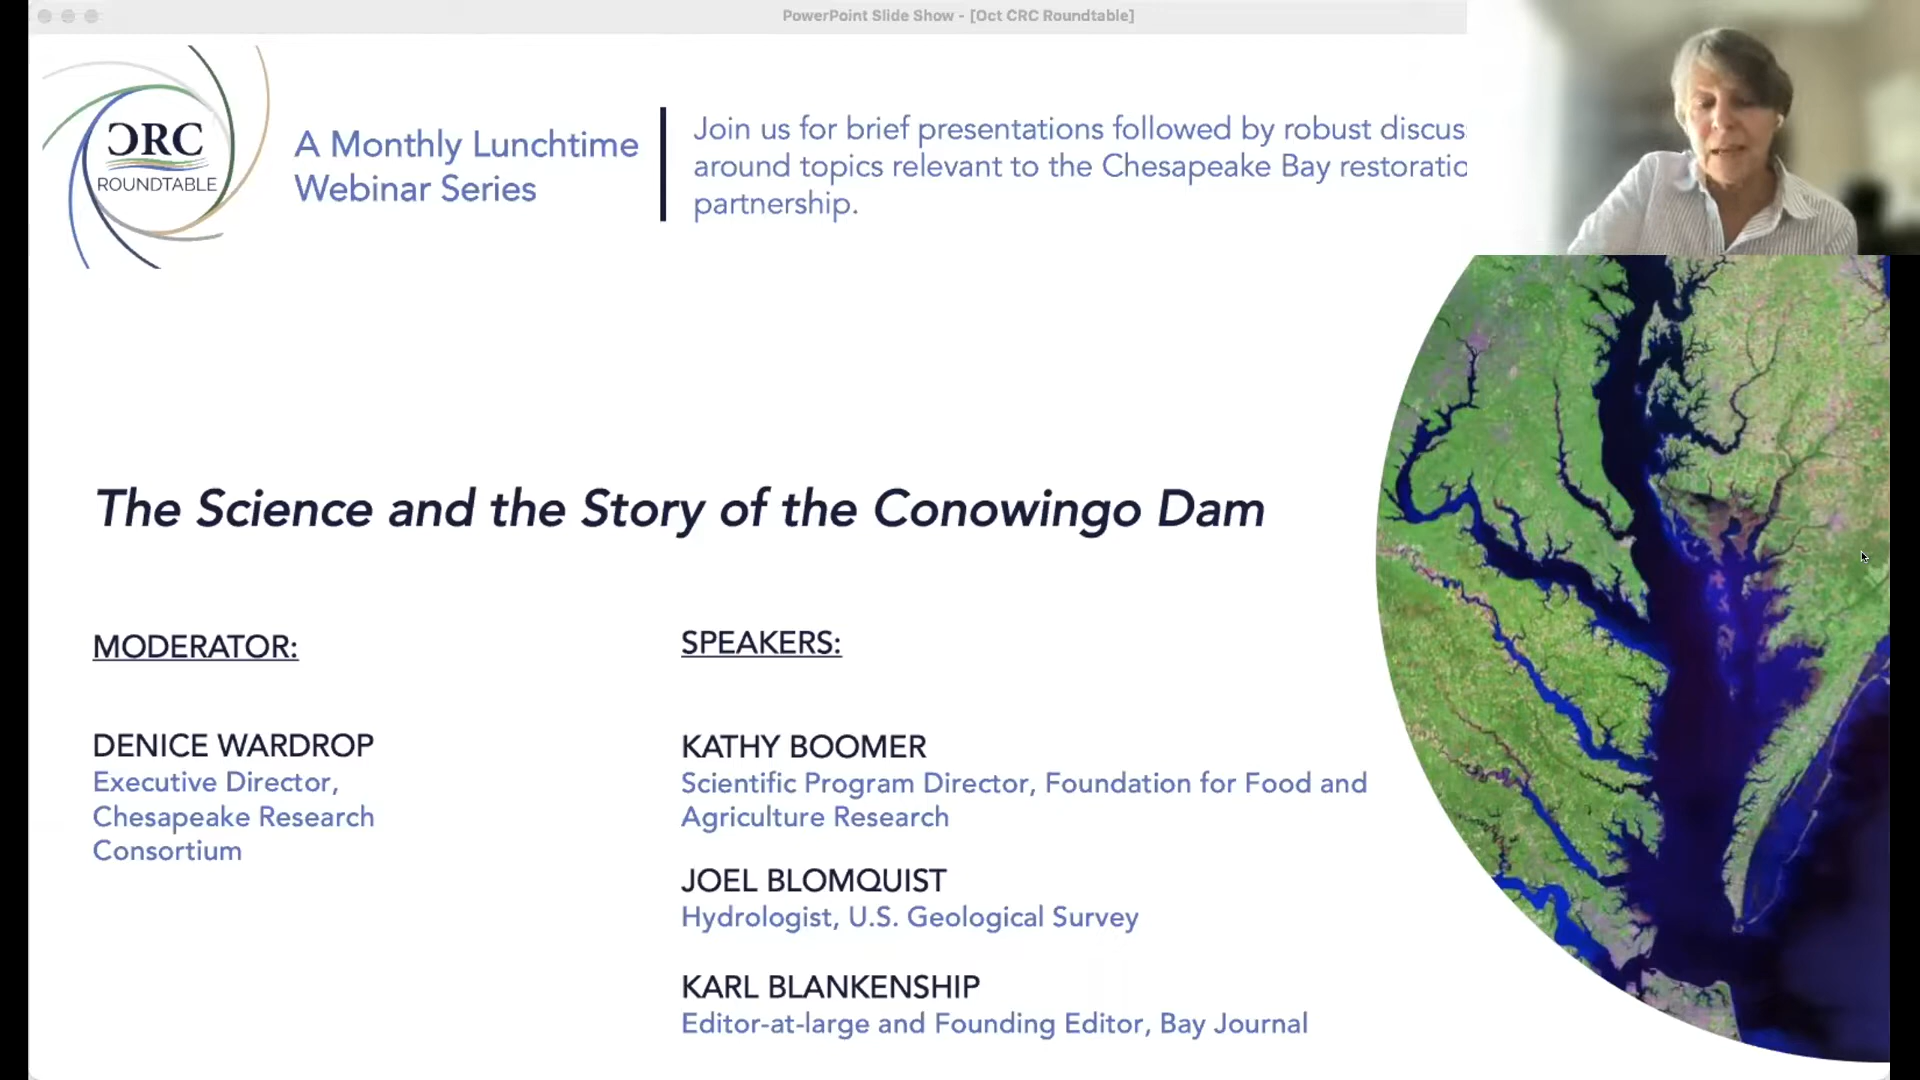 PowerPoint Slide Show - [Oct CRC Roundtable]
CRC
ROUNDTABLE
A Monthly Lunchtime
Webinar Series
Join us for brief presentations followed by robust discus
around topics relevant to the Chesapeake Bay restoratio
partnership.
The Science and the Story of the Conowingo Dam
MODERATOR:
DENICE WARDROP
Executive Director,
Chesapeake Research
Consortium
SPEAKERS:
KATHY BOOMER
Scientific Program Director, Foundation for Food and
Agriculture Research
JOEL BLOMQUIST
Hydrologist, U.S. Geological Survey
KARL BLANKENSHIP
Editor-at-large and Founding Editor, Bay Journal